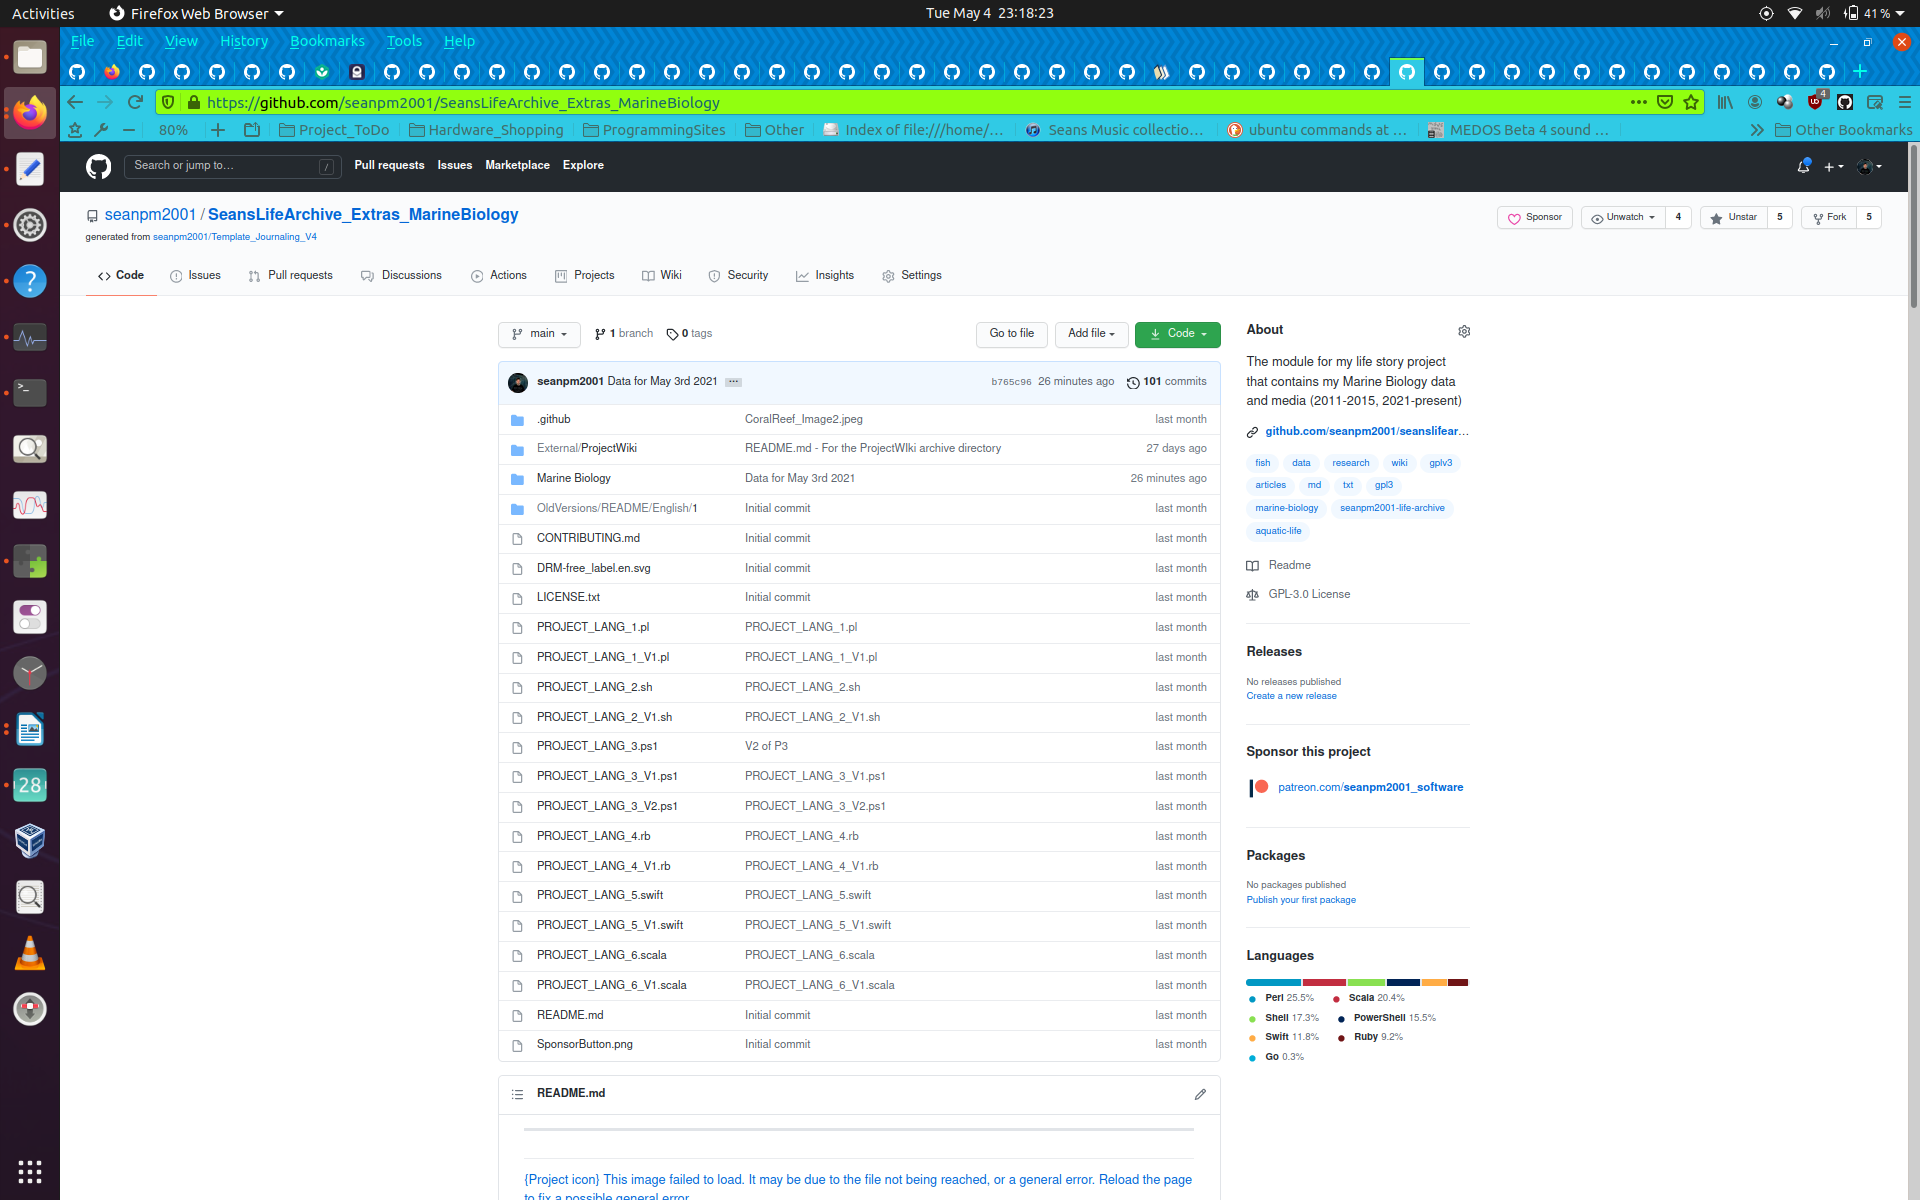 Activities
Firefox Web Browser
Tue May 4 23:18:23
41 %
File Edit View History Bookmarks Tools Help
https://github.com/seanpm2001/SeansLifeArchive_Extras_MarineBiology
4
80%
Project_ToDo
Hardware_Shopping
ProgrammingSites
Other
Index of file:///home/...
Seans Music collectio...
ubuntu commands at ...
MEDOS Beta 4 sound ...
Other Bookmarks
Search or jump to... /
Pull requests Issues Marketplace Explore
seanpm2001 / SeansLifeArchive_Extras_MarineBiology
generated from seanpm2001/Template_Journaling_V4
Sponsor
Unwatch 4
Unstar 5
Fork 5
Code Issues Pull requests Discussions Actions Projects Wiki Security Insights Settings
main
1 branch
0 tags
Go to file
Add file
Code
seanpm2001 Data for May 3rd 2021 ...
b765c96 26 minutes ago 101 commits
.github CoralReef_Image2.jpeg last month
External/ProjectWiki README.md - For the ProjectWIki archive directory 27 days ago
Marine Biology Data for May 3rd 2021 26 minutes ago
OldVersions/README/English/1 Initial commit last month
CONTRIBUTING.md Initial commit last month
DRM-free_label.en.svg Initial commit last month
LICENSE.txt Initial commit last month
PROJECT_LANG_1.pl PROJECT_LANG_1.pl last month
PROJECT_LANG_1_V1.pl PROJECT_LANG_1_V1.pl last month
PROJECT_LANG_2.sh PROJECT_LANG_2.sh last month
PROJECT_LANG_2_V1.sh PROJECT_LANG_2_V1.sh last month
PROJECT_LANG_3.ps1 V2 of P3 last month
PROJECT_LANG_3_V1.ps1 PROJECT_LANG_3_V1.ps1 last month
PROJECT_LANG_3_V2.ps1 PROJECT_LANG_3_V2.ps1 last month
PROJECT_LANG_4.rb PROJECT_LANG_4.rb last month
PROJECT_LANG_4_V1.rb PROJECT_LANG_4_V1.rb last month
PROJECT_LANG_5.swift PROJECT_LANG_5.swift last month
PROJECT_LANG_5_V1.swift PROJECT_LANG_5_V1.swift last month
PROJECT_LANG_6.scala PROJECT_LANG_6.scala last month
PROJECT_LANG_6_V1.scala PROJECT_LANG_6_V1.scala last month
README.md Initial commit last month
SponsorButton.png Initial commit last month
README.md
{Project icon} This image failed to load. It may be due to the file not being reached, or a general error. Reload the page
to fix a possible general error
About
The module for my life story project
that contains my Marine Biology data
and media (2011-2015, 2021-present)
github.com/seanpm2001/seanslifear...
fish data research wiki gplv3
articles md txt gpl3
marine-biology seanpm2001-life-archive
aquatic-life
Readme
GPL-3.0 License
Releases
No releases published
Create a new release
Sponsor this project
patreon.com/seanpm2001_software
Packages
No packages published
Publish your first package
Languages
Perl 25.5% Scala 20.4%
Shell 17.3% PowerShell 15.5%
Swift 11.8% Ruby 9.2%
Go 0.3%
28